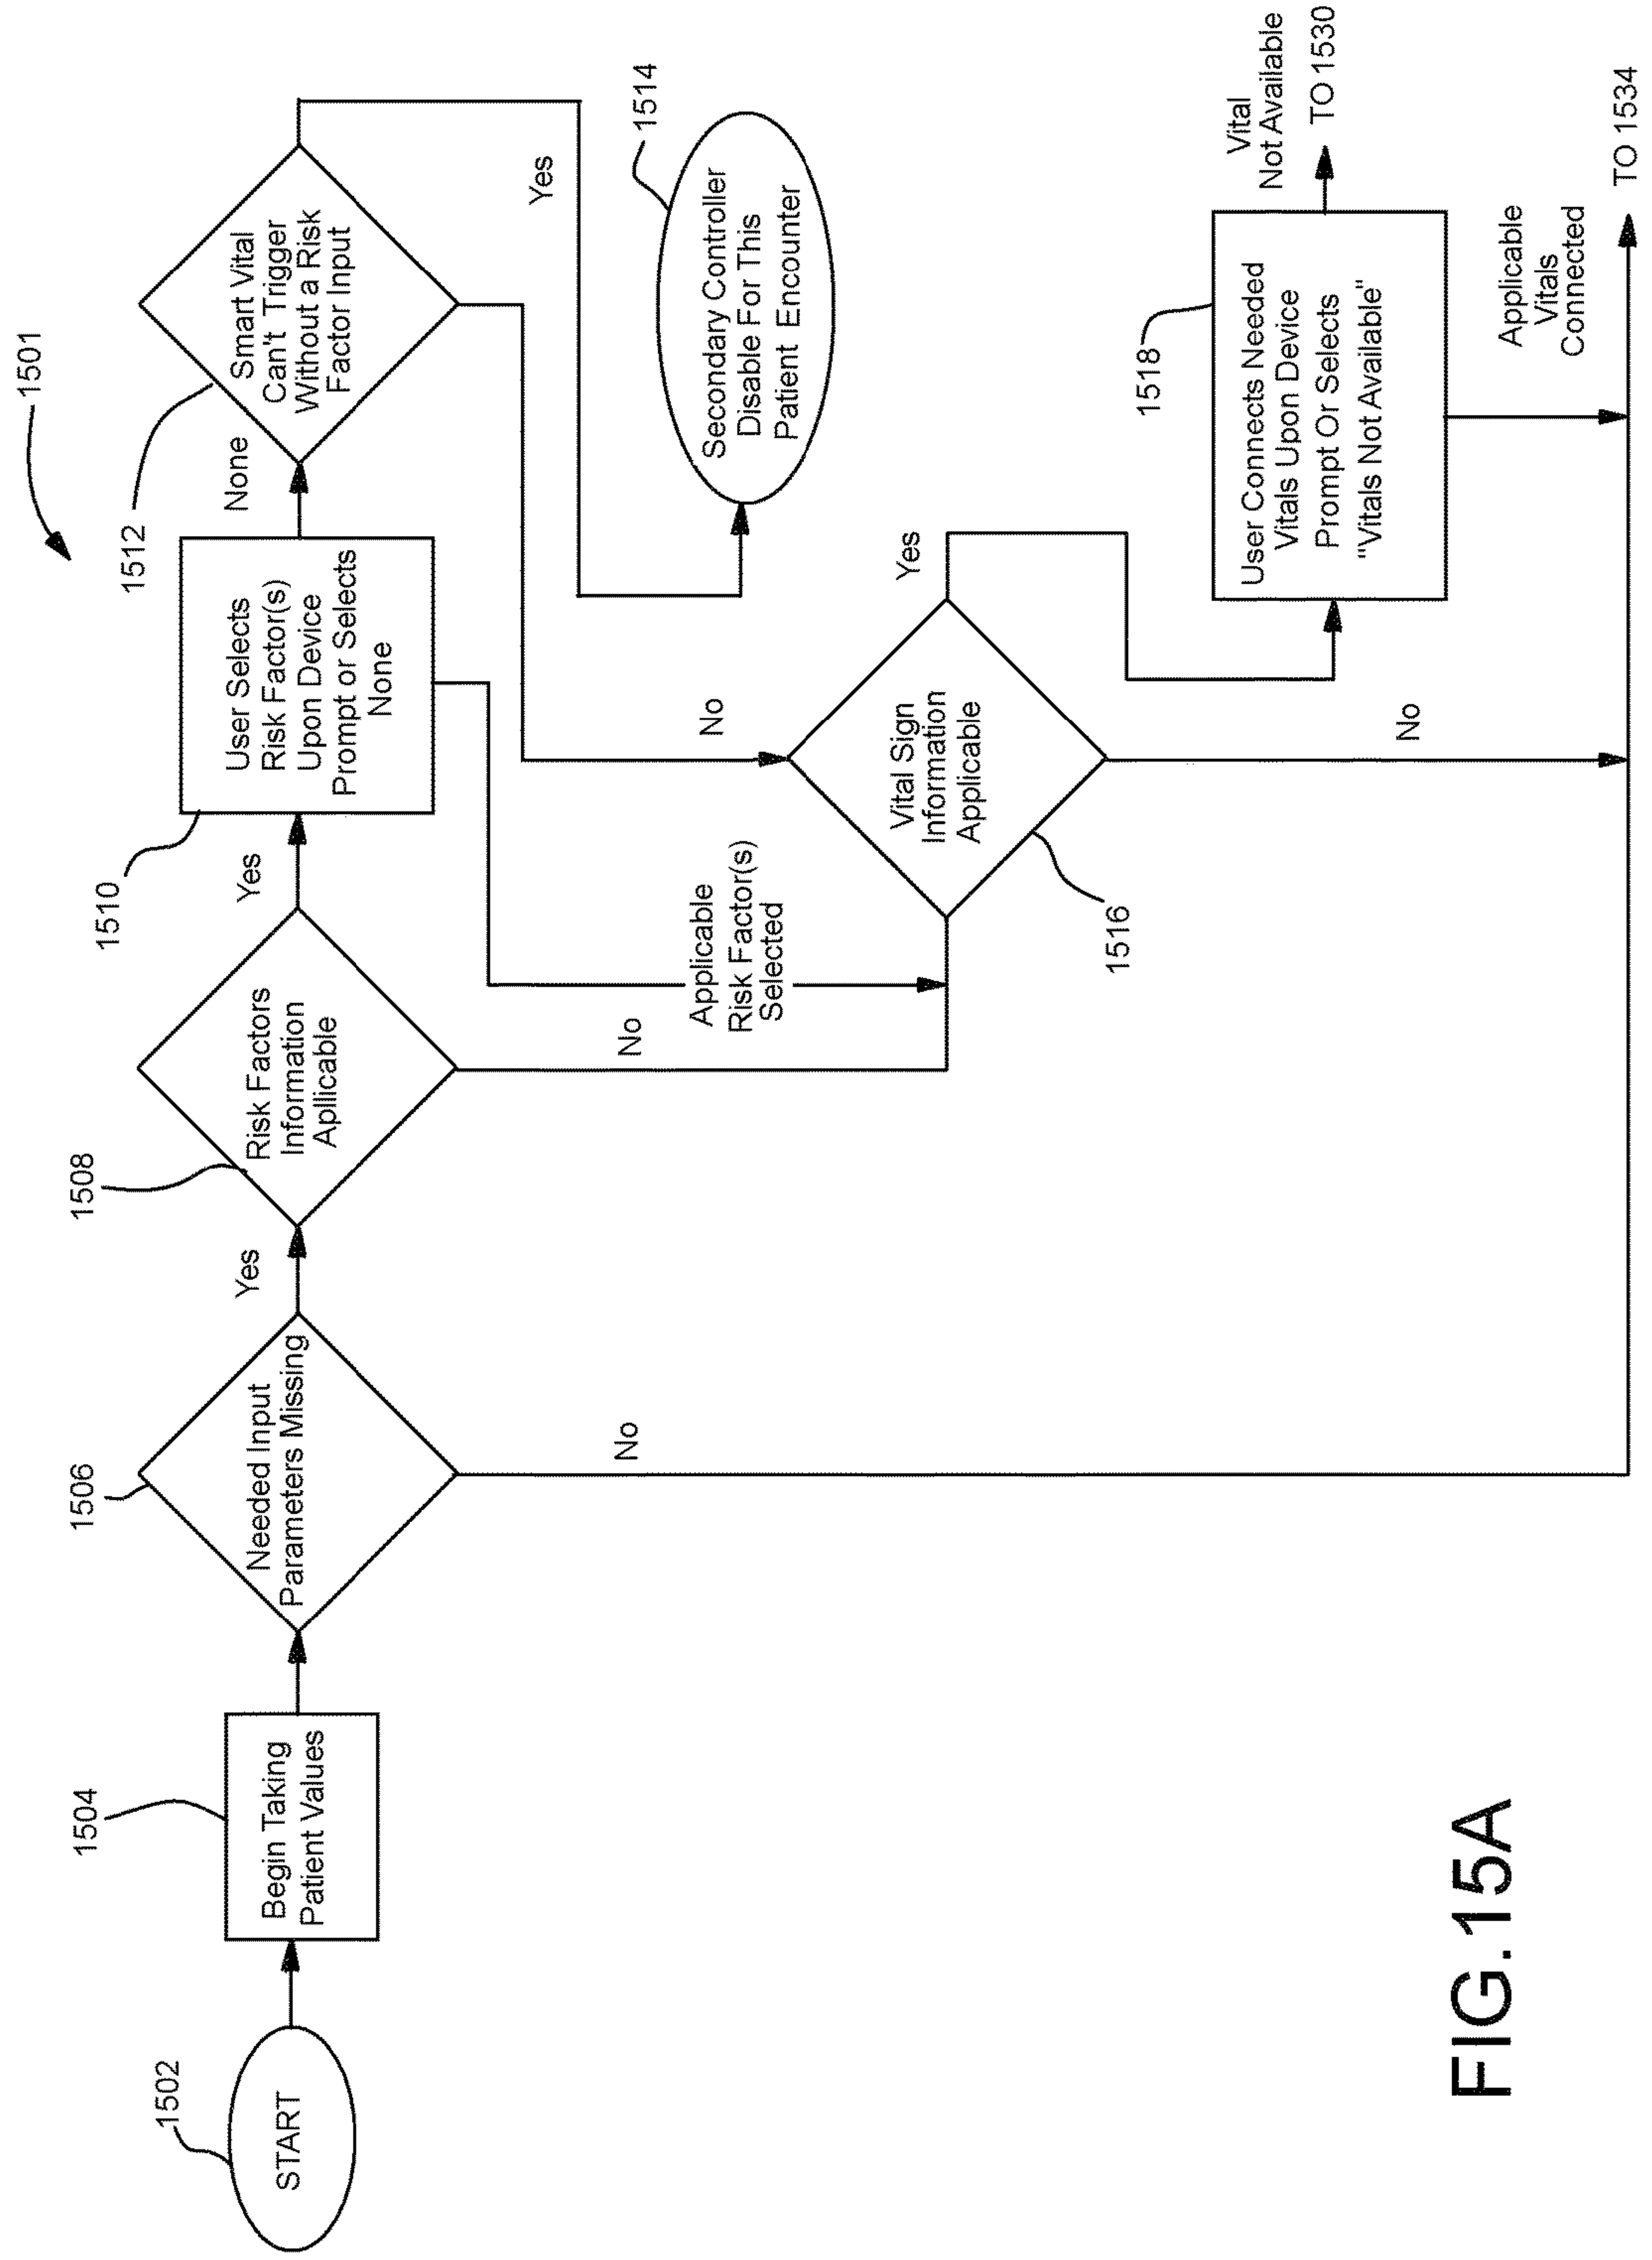 1501
1502
START
1504
Begin Taking
Patient Values
1506
Needed Input
Parameters Missing
Yes
No
1508
Risk Factors
Information
Apllicable
Yes
No
1510
User Selects
Risk Factor(s)
Upon Device
Prompt or Selects
None
None
Applicable
Risk Factor(s)
Selected
1512
Smart Vital
Can't Trigger
Without a Risk
Factor Input
Yes
No
1514
Secondary Controller
Disable For This
Patient Encounter
1516
Vital Sign
Information
Applicable
Yes
No
1518
User Connects Needed
Vitals Upon Device
Prompt Or Selects
"Vitals Not Available"
Vital
Not Available
TO 1530
Applicable
Vitals
Connected
TO 1534
FIG.15A